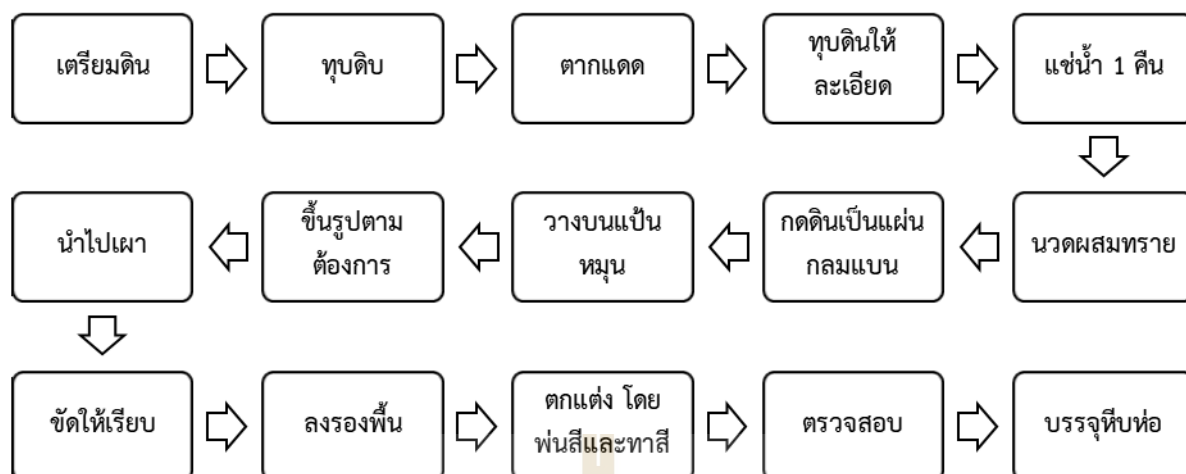 เตรียมดิน
ทุบดิบ
ตากแดด
ทุบดินให้
ละเอียด
แช่น้ำ 1 คืน
นวดผสมทราย
กดดินเป็นแผ่น
กลมแบน
วางบนแป้น
หมุน
ขึ้นรูปตาม
ต้องการ
นำไปเผา
ขัดให้เรียบ
ลงรองพื้น
ตกแต่ง โดย
พ่นสีและทาสี
ตรวจสอบ
บรรจุหีบห่อ